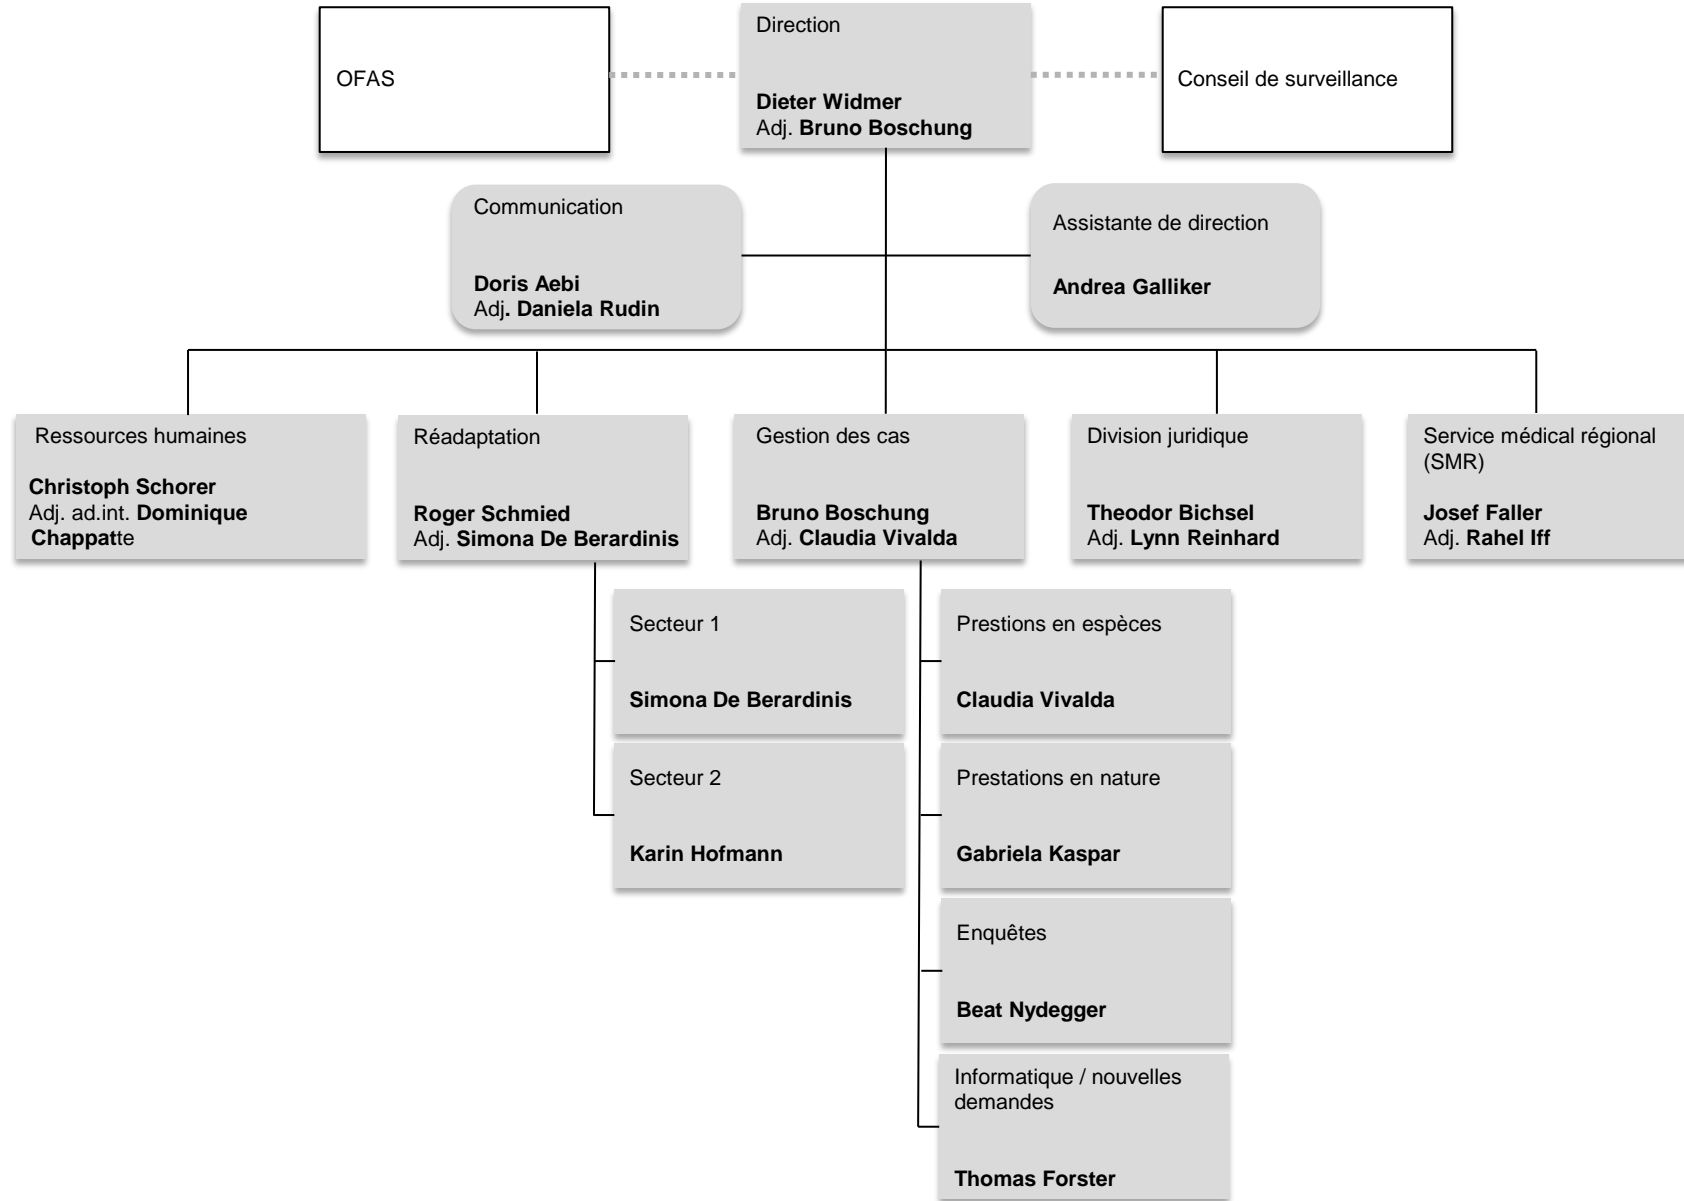 Direction
OFAS
Conseil de surveillance
Dieter Widmer
Adj. Bruno Boschung
Communication
Assistante de direction
Doris Aebi
Adj. Daniela Rudin
Andrea Galliker
Ressources humaines
Christoph Schorer
Adj. ad.int. Dominique
Chappatte
Réadaptation
Roger Schmied
Adj. Simona De Berardinis
Gestion des cas
Bruno Boschung
Adj. Claudia Vivalda
Division juridique
Theodor Bichsel
Adj. Lynn Reinhard
Service médical régional
(SMR)
Josef Faller
Adj. Rahel Iff
Secteur 1
Simona De Berardinis
Secteur 2
Karin Hofmann
Prestions en espèces
Claudia Vivalda
Prestations en nature
Gabriela Kaspar
Enquêtes
Beat Nydegger
Informatique / nouvelles
demandes
Thomas Forster